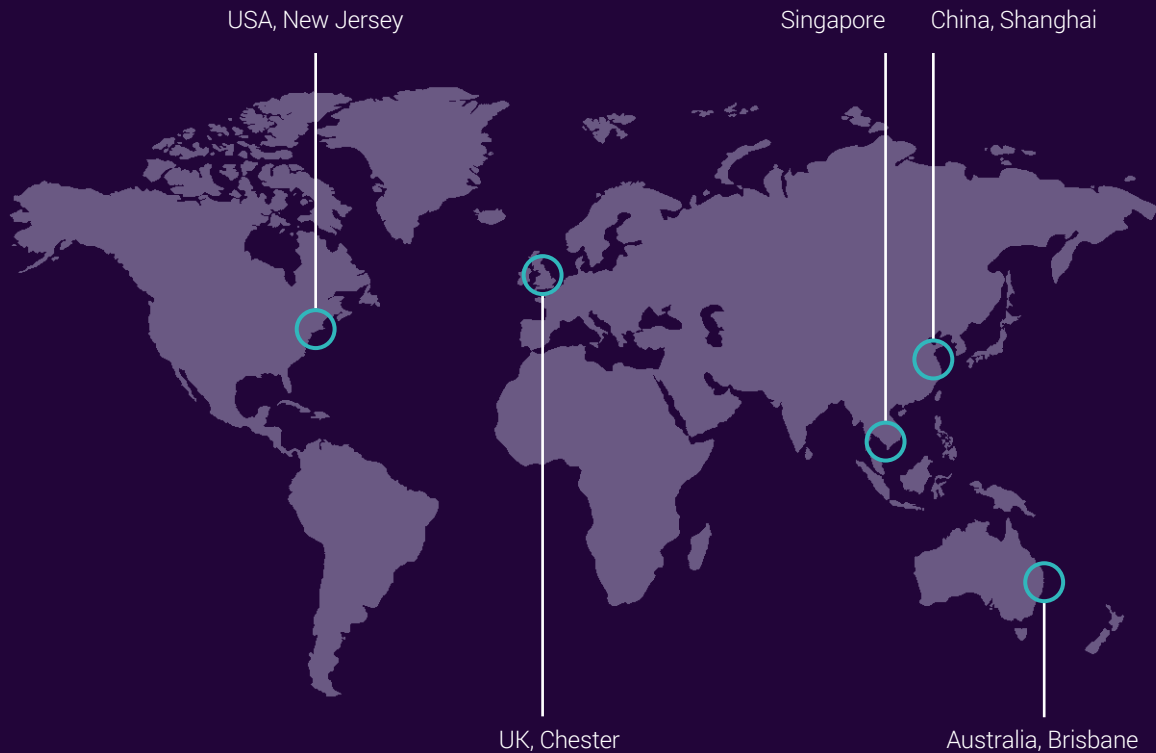 USA, New Jersey
Singapore
China, Shanghai
UK, Chester
Australia, Brisbane